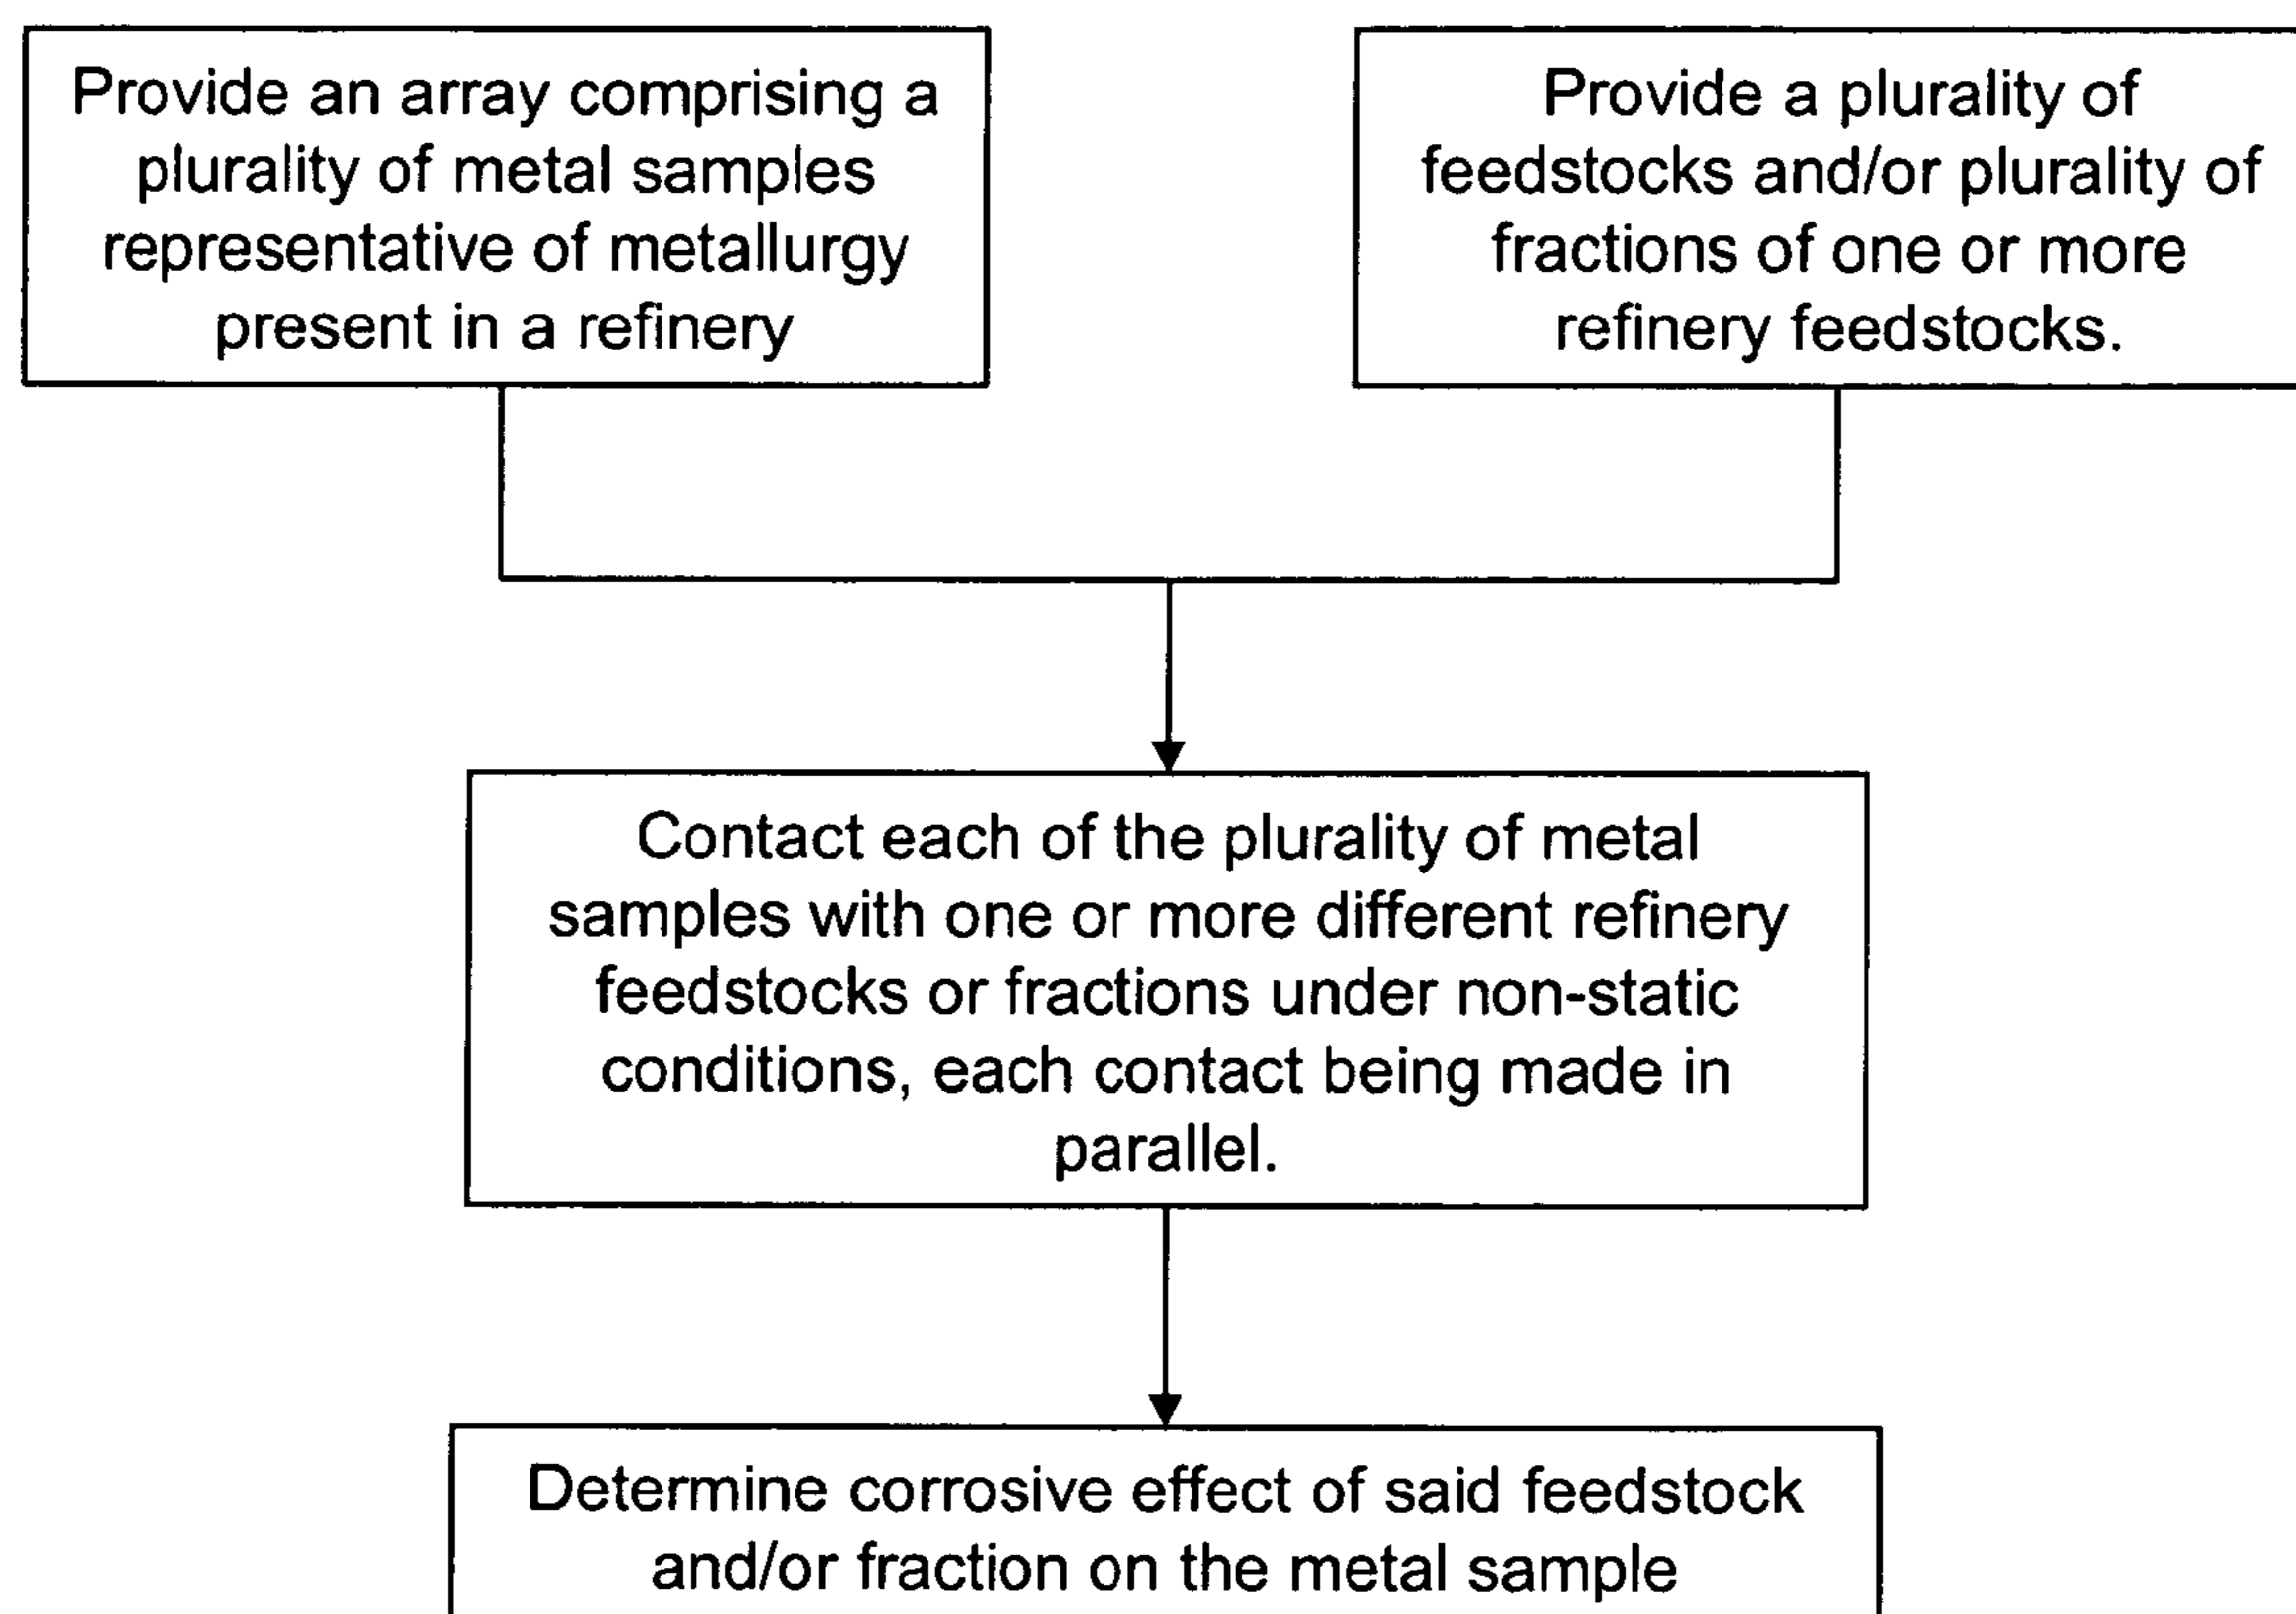 Provide an array comprising a
plurality of metal samples
representative of metallurgy
present in a refinery
Provide a plurality of
feedstocks and/or plurality of
fractions of one or more
refinery feedstocks.
Contact each of the plurality of metal
samples with one or more different refinery
feedstocks or fractions under non-static
conditions, each contact being made in
parallel.
Determine corrosive effect of said feedstock
and/or fraction on the metal sample